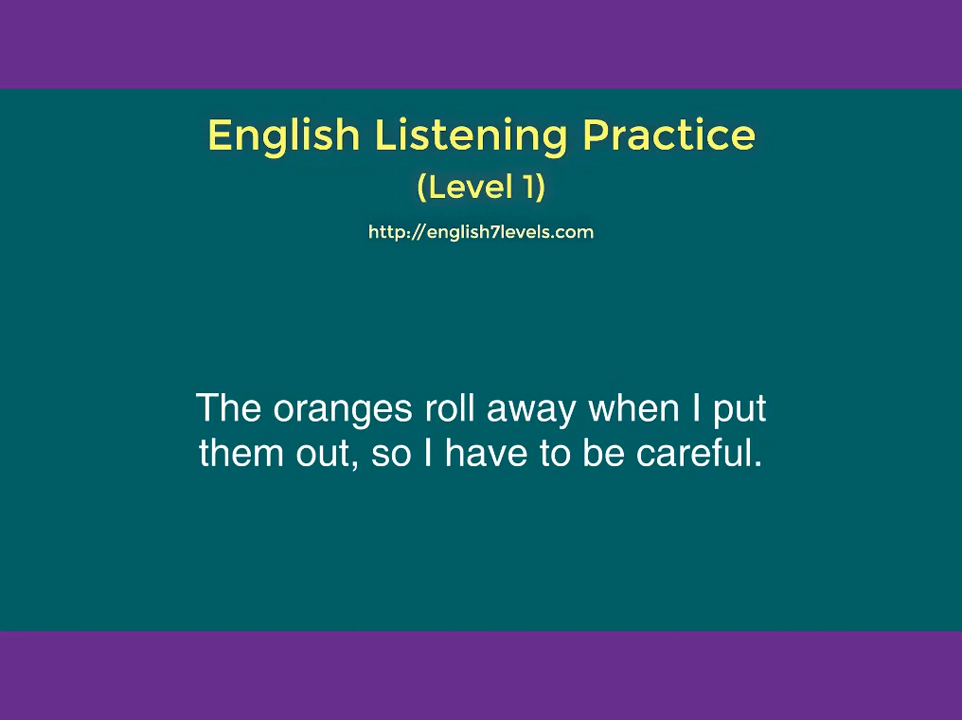 English Listening Practice
(Level 1)
http://english7levels.com
The oranges roll away when I put
them out, so I have to be careful.